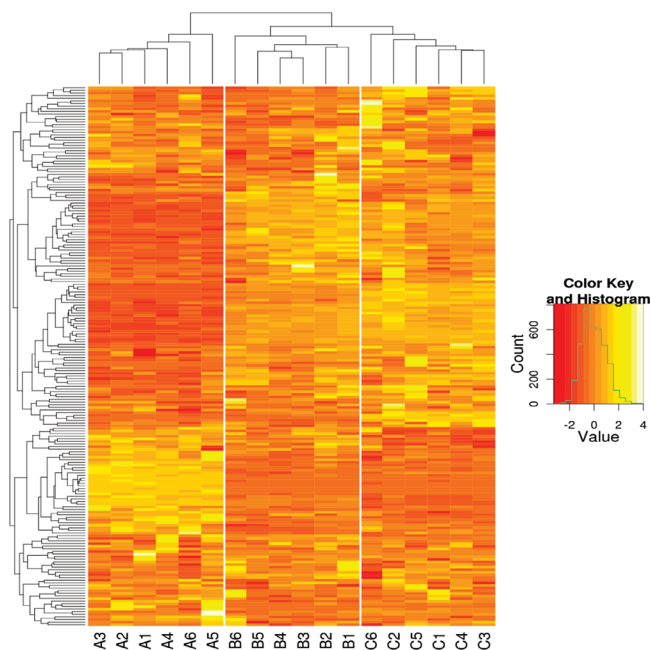 Color Key
and Histogram
Count
0 200 600
-2 0 2 4
Value
A3 A2 A1 A4 A6 A5 B6 B5 B4 B3 B2 B1 C6 C2 C5 C1 C4 C3